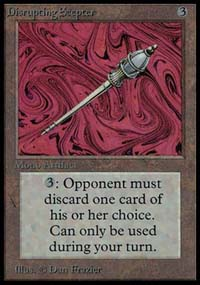 Disrupting Scepter 3
Mono Artifact
3: Opponent must
discard one card of
his or her choice.
Can only be used
during your turn.
Illus. © Dan Frazier